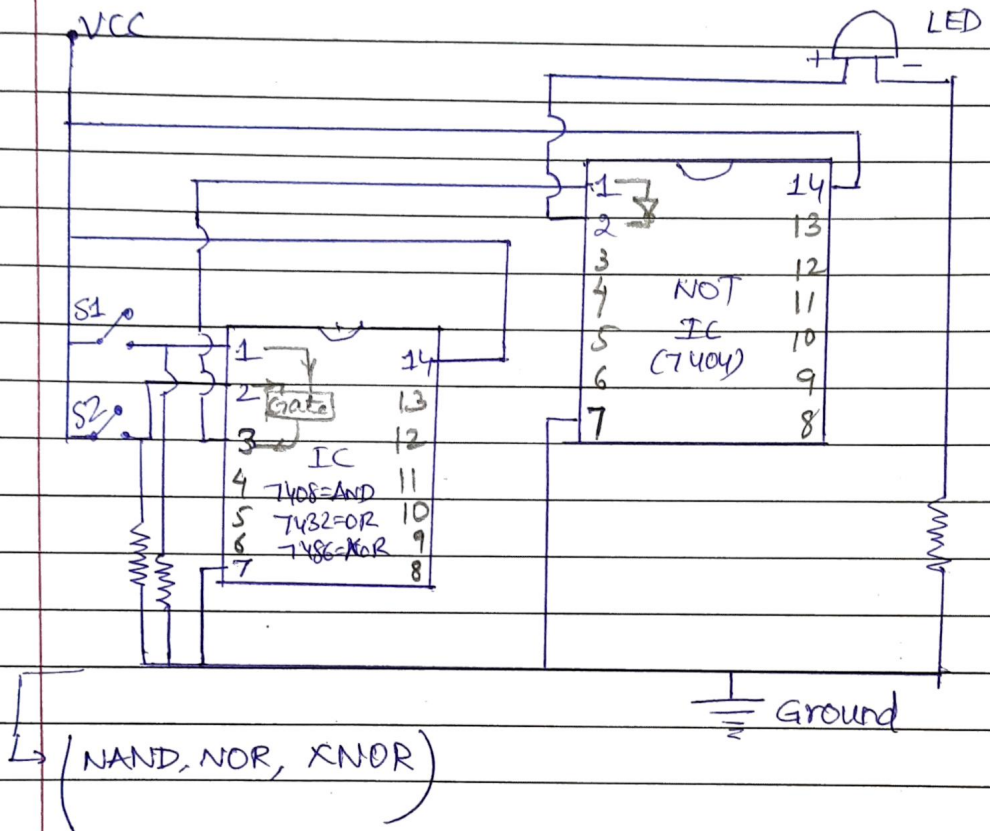 VCC
LED
+ -
1 14
2 13
3 12
4 11
5 10
6 9
7 8
NOT
IC
(7404)
S1
S2
1 14
2 13
3 12
4 11
5 10
6 9
7 8
Gate
IC
7408=AND
7432=OR
7486=XOR
Ground
(NAND, NOR, XNOR)